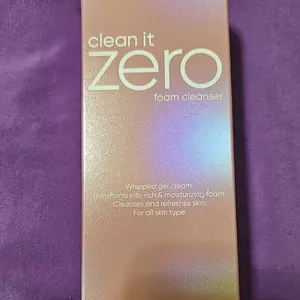 clean it
zero
foam cleanser
Whipped gel cream
Transforms into rich & moisturizing foam
Cleanses and refreshes skin
For all skin type